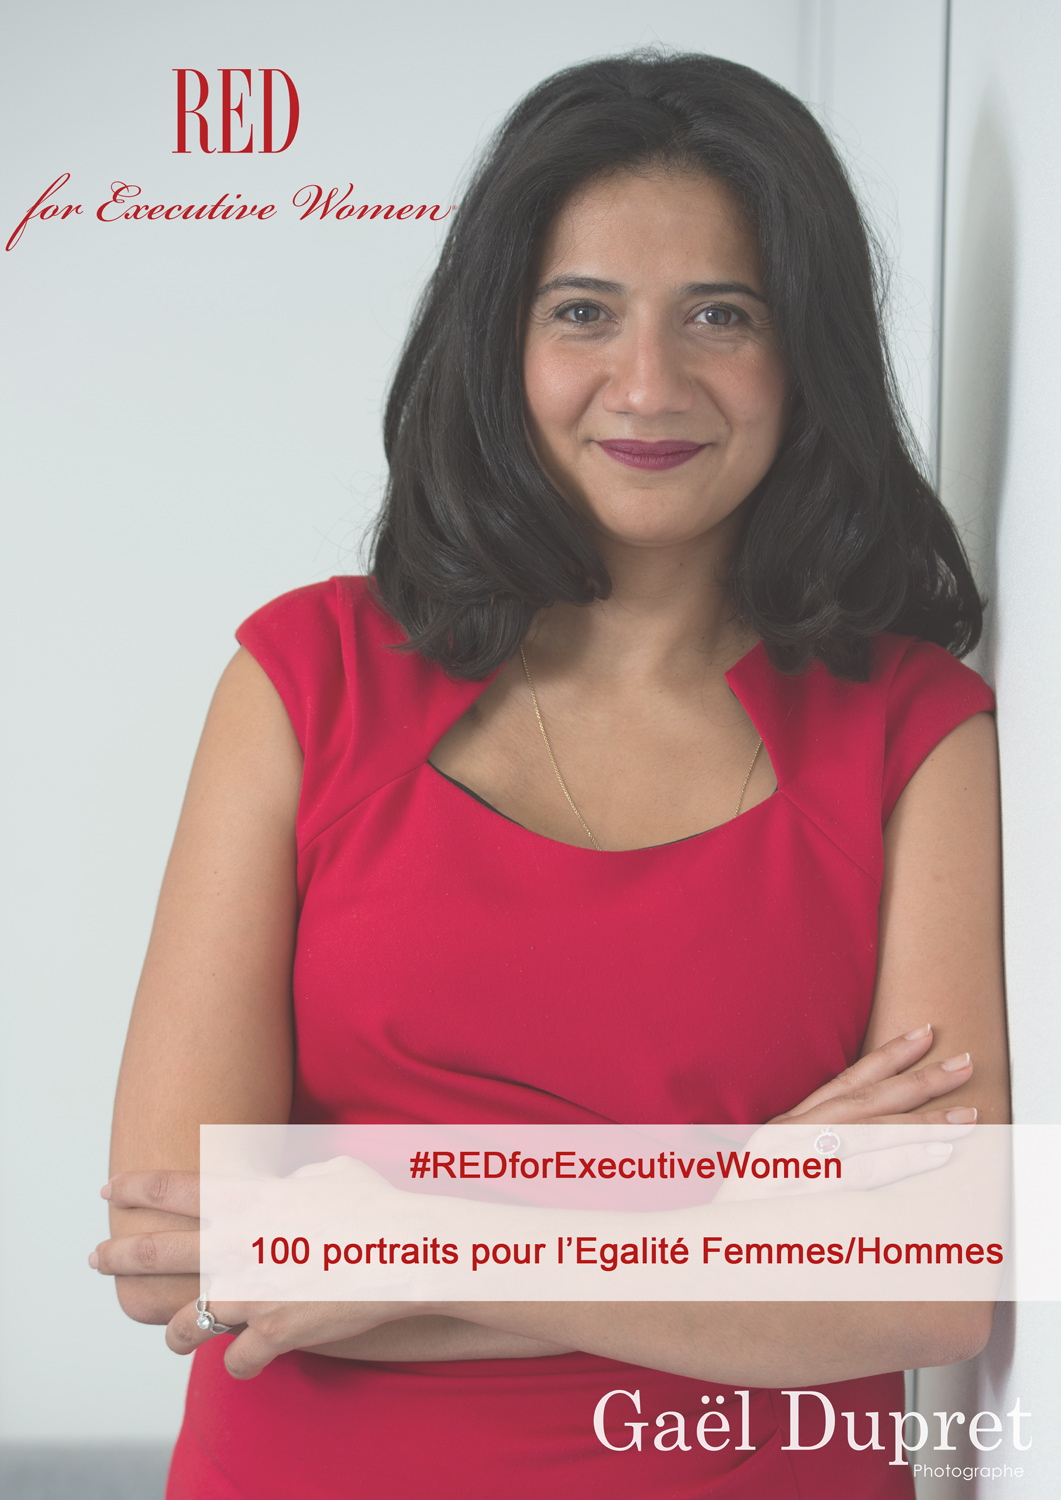 RED
for Executive Women
#REDforExecutiveWomen
100 portraits pour l’Egalité Femmes/Hommes
Gaël Dupret
Photographe